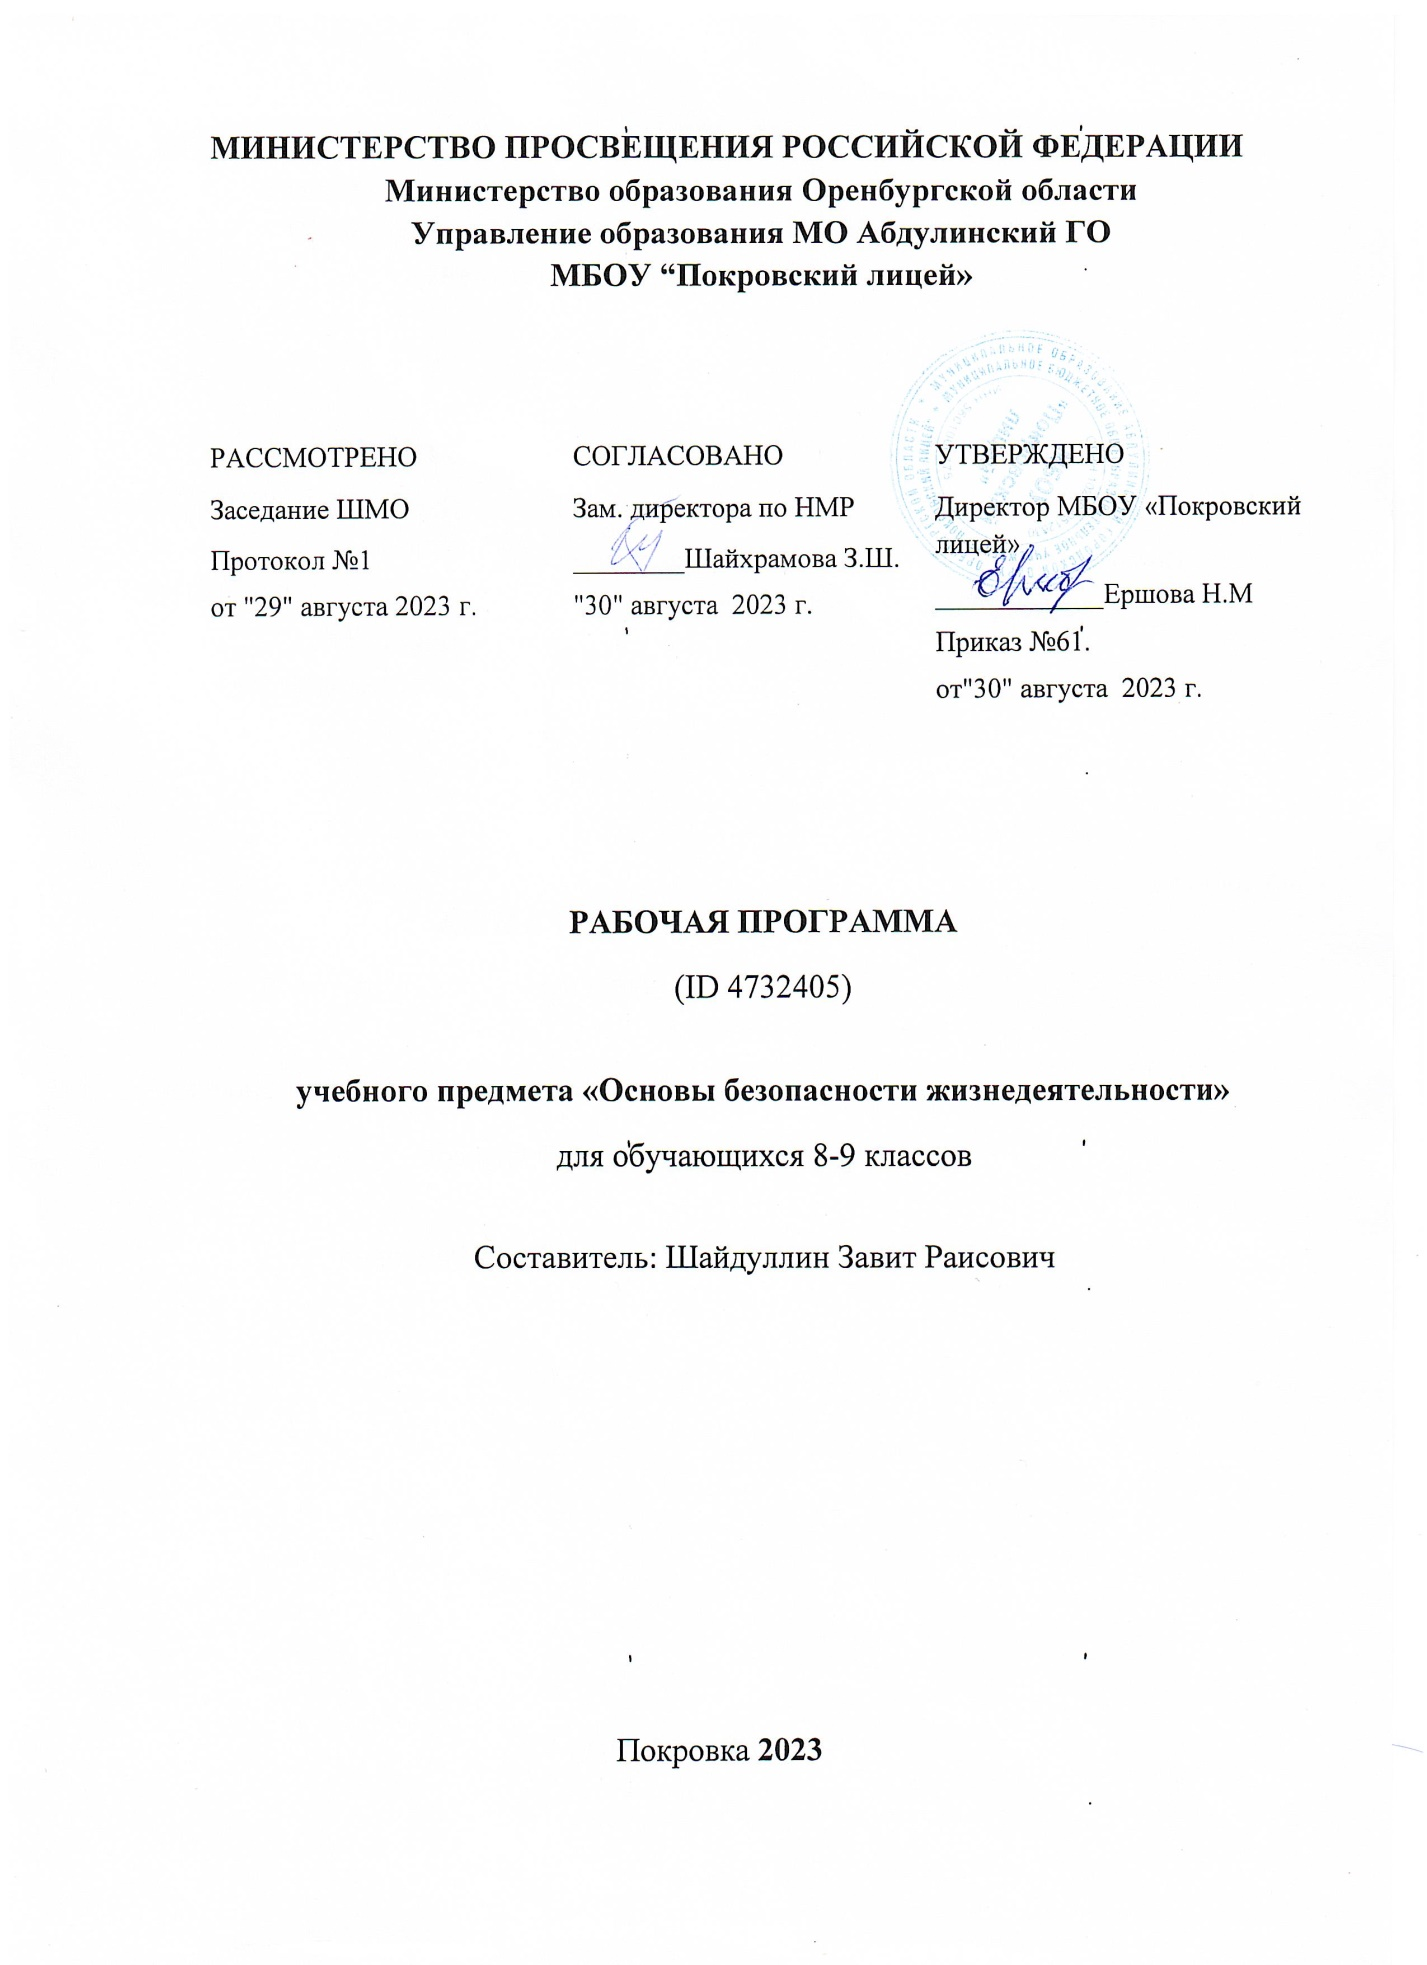 МИНИСТЕРСТВО ПРОСВЕЩЕНИЯ РОССИЙСКОЙ ФЕДЕРАЦИИ
Министерство образования Оренбургской области
Управление образования МО Абдулинский ГО
МБОУ “Покровский лицей»
РАССМОТРЕНО
Заседание ШМО
Протокол №1
от "29" августа 2023 г.
СОГЛАСОВАНО
Зам. директора по НМР
________Шайхрамова З.Ш.
"30" августа  2023 г.
УТВЕРЖДЕНО
Директор МБОУ «Покровский
лицей»
____________Ершова Н.М
Приказ №61.
от"30" августа  2023 г.
РАБОЧАЯ ПРОГРАММА
(ID 4732405)
учебного предмета «Основы безопасности жизнедеятельности»
для обучающихся 8-9 классов
Составитель: Шайдуллин Завит Раисович
Покровка 2023